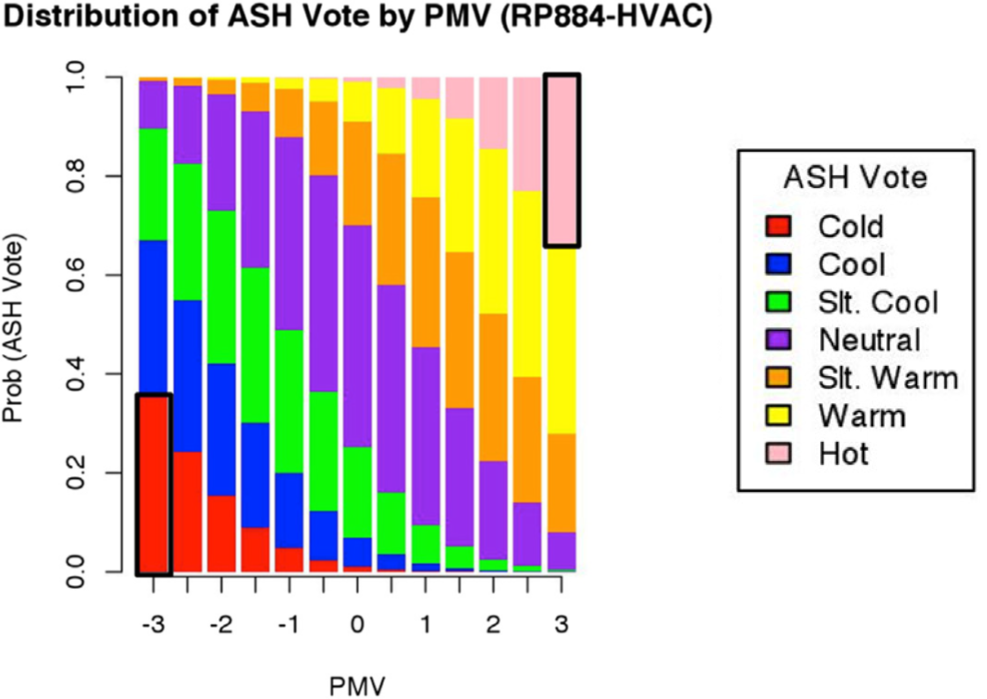 Distribution of ASH Vote by PMV (RP884-HVAC)
Prob (ASH Vote)
1.0
0.8
0.6
0.4
0.2
0.0
-3 -2 -1 0 1 2 3
PMV
ASH Vote
Cold
Cool
Slt. Cool
Neutral
Slt. Warm
Warm
Hot